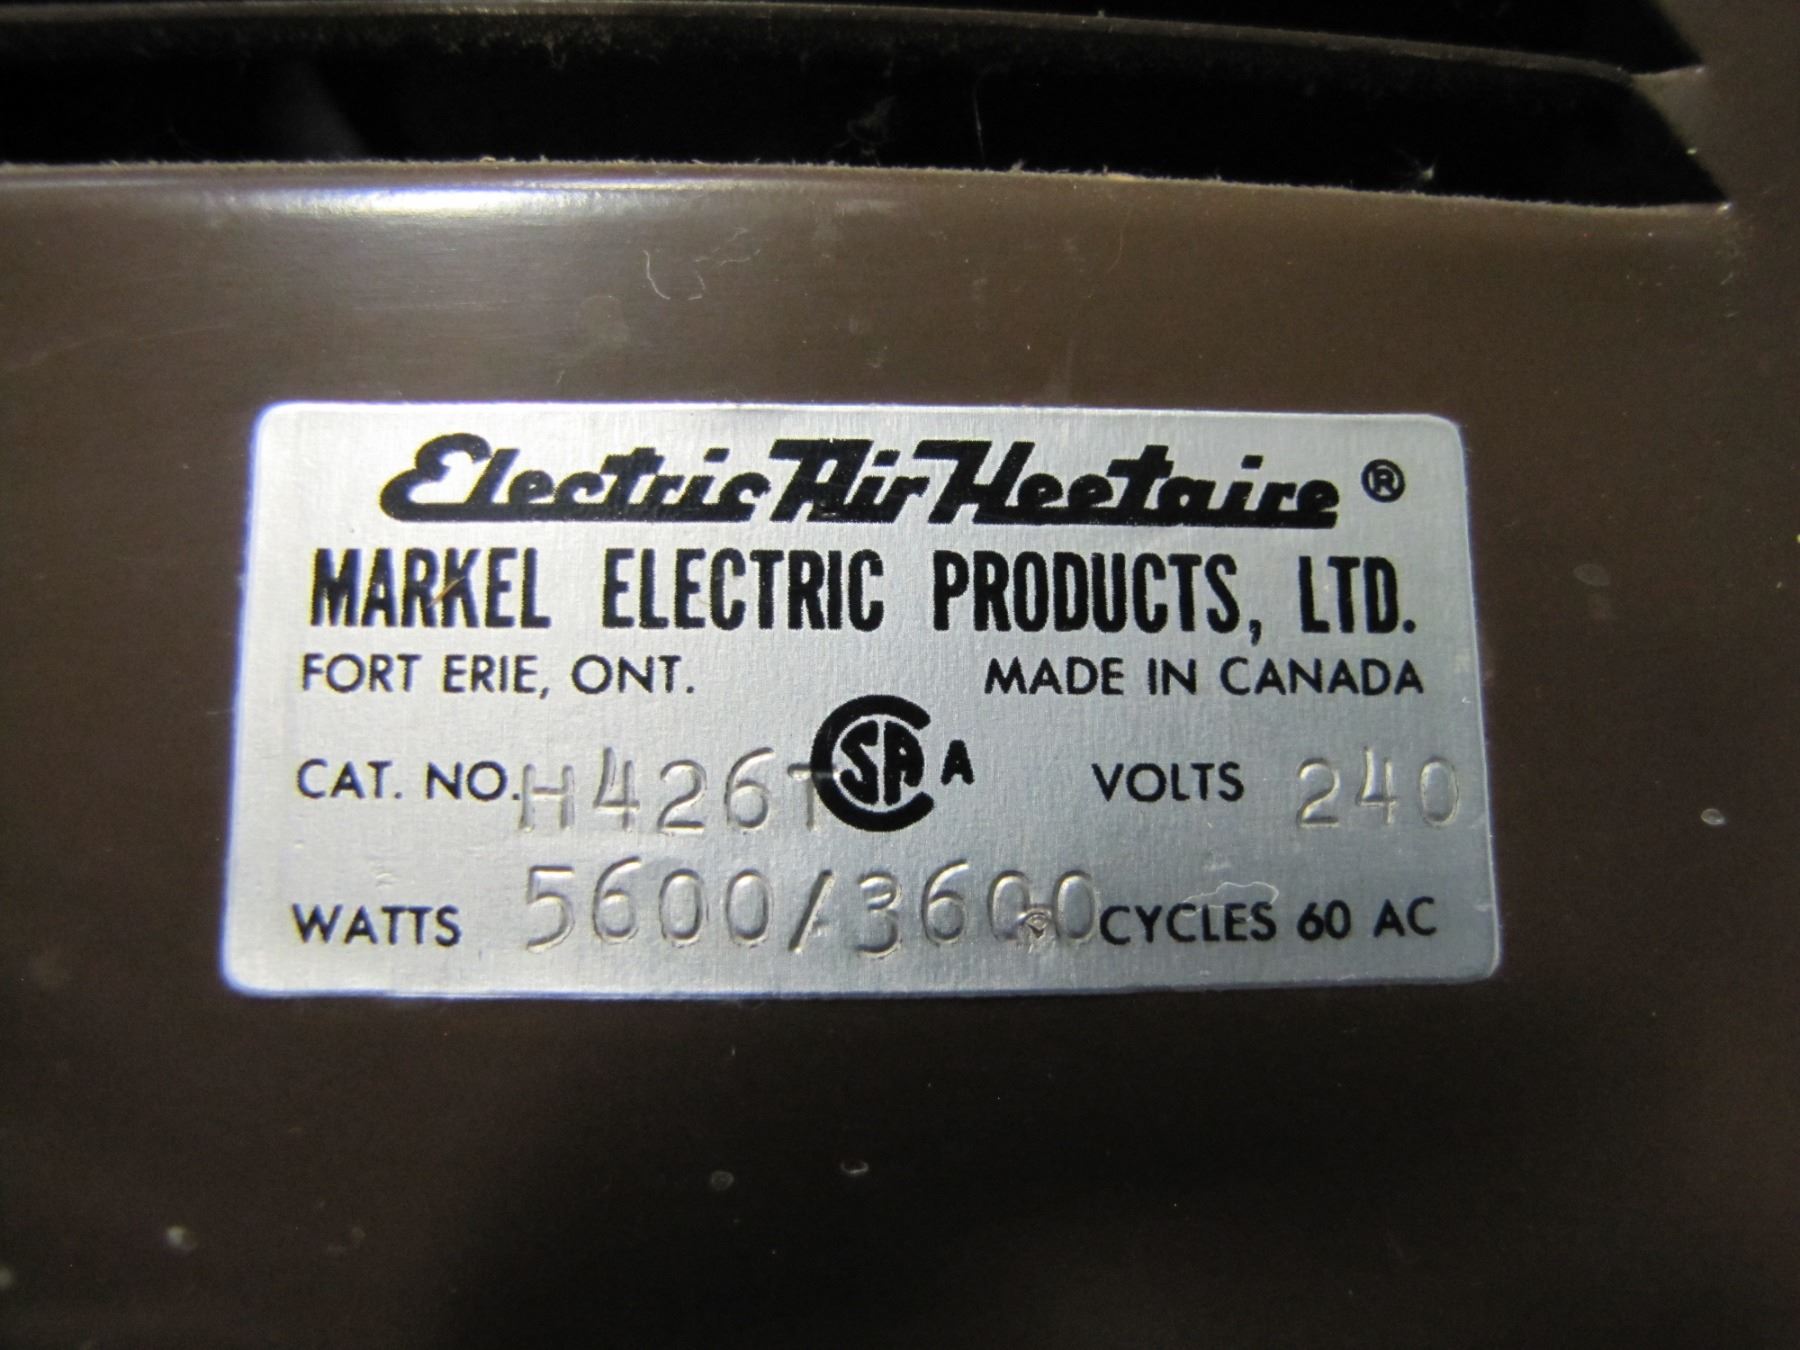 Electric Air Heetaire ®
MARKEL ELECTRIC PRODUCTS, LTD.
FORT ERIE, ONT. MADE IN CANADA
CAT. NO. H426T CSA A VOLTS 240
WATTS 5600/3600 CYCLES 60 AC